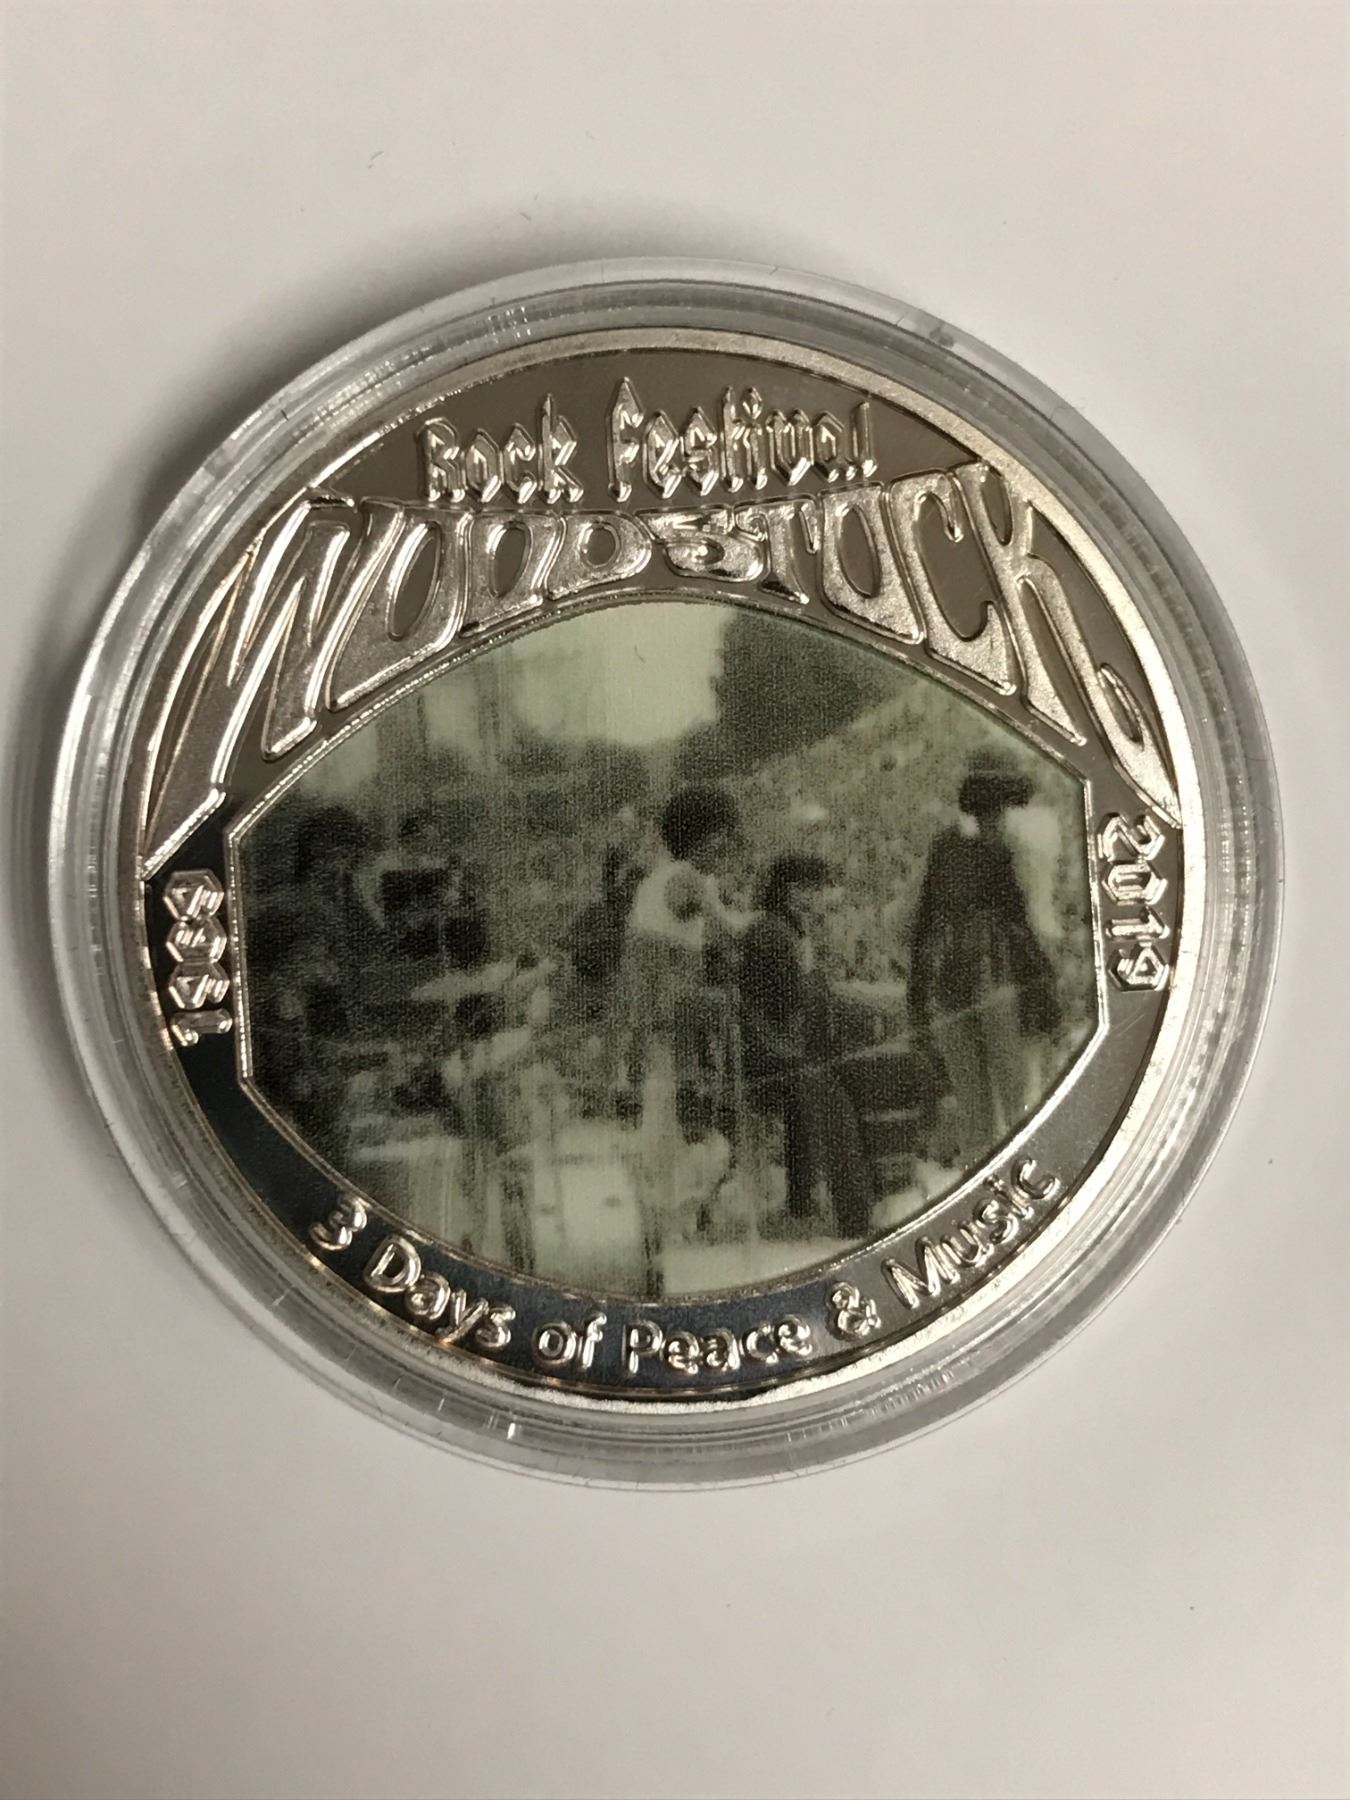 Rock Festival
WOODSTOCK
1969
2019
3 Days of Peace & Music